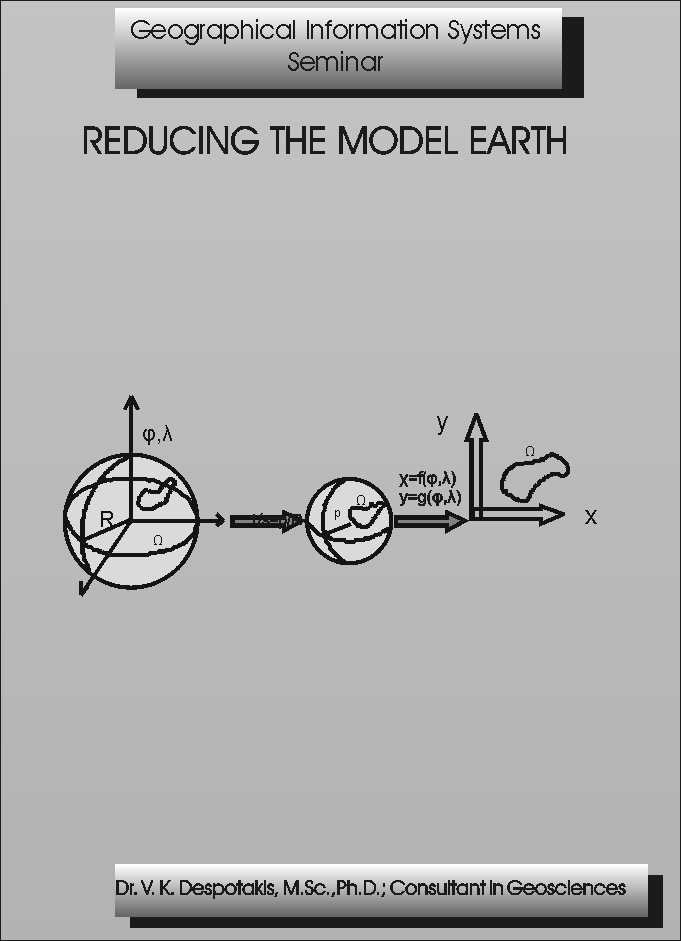 Geographical Information Systems
Seminar
REDUCING THE MODEL EARTH
φ,λ
R
Ω
Ω
p
χ=f(φ,λ)
y=g(φ,λ)
y
Ω
x
Dr. V. K. Despotakis, M.Sc.,Ph.D.; Consultant in Geosciences